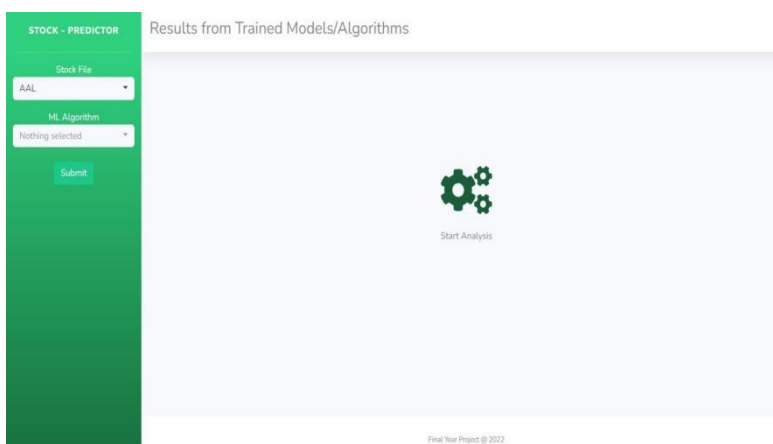 STOCK - PREDICTOR
Results from Trained Models/Algorithms
Stock File
AAL
ML Algorithm
Nothing selected
Submit
Start Analysis
Final Year Project @ 2022